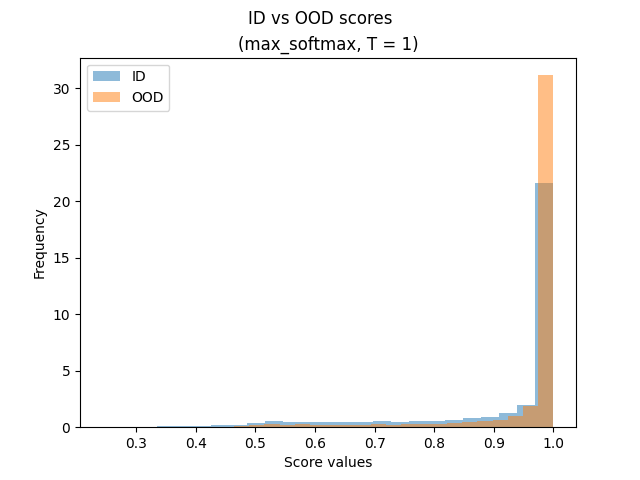 ID vs OOD scores
(max_softmax, T = 1)
ID
OOD
30
25
20
15
10
5
0
Frequency
0.3 0.4 0.5 0.6 0.7 0.8 0.9 1.0
Score values